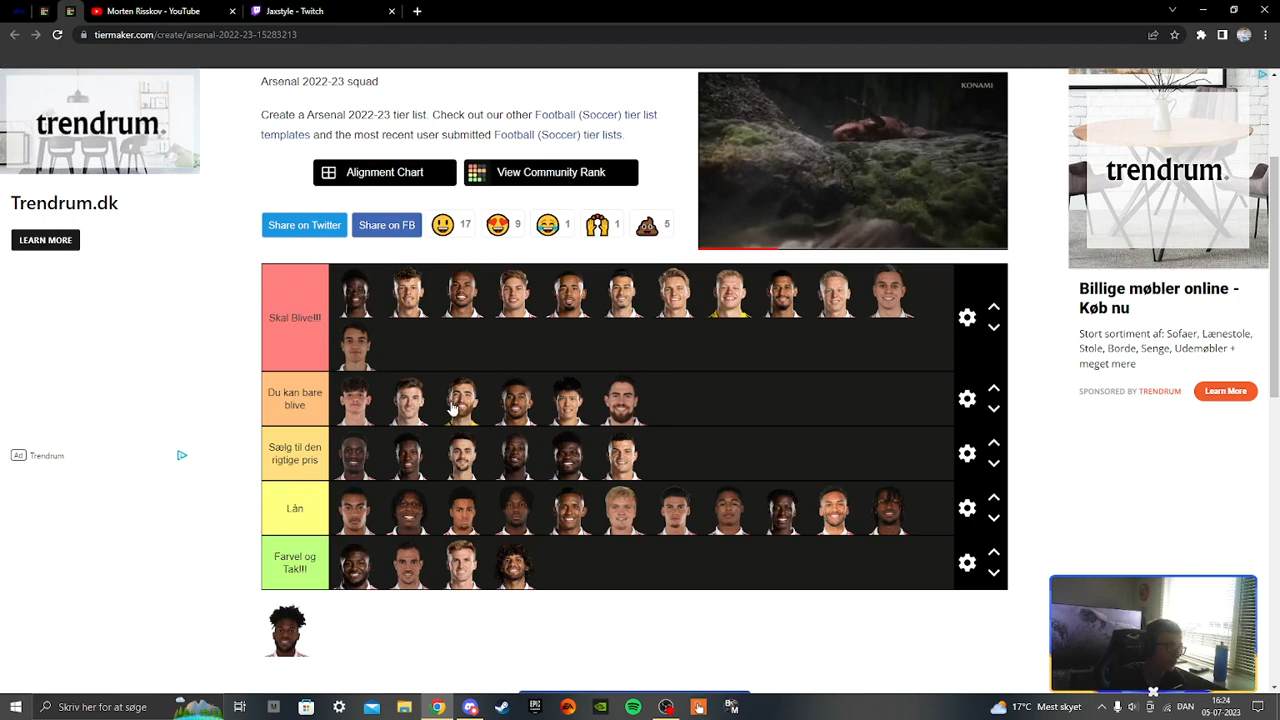 Morten Risskov - YouTube
Jaxstyle - Twitch
tiermaker.com/create/arsenal-2022-23-15283213
trendrum.
Trendrum.dk
LEARN MORE
Ad
Trendrum
Arsenal 2022-23 squad
Create a Arsenal 2022-23 tier list. Check out our other Football (Soccer) tier list
templates and the most recent user submitted Football (Soccer) tier lists.
Alignment Chart
View Community Rank
Share on Twitter
Share on FB
17
9
1
1
5
KONAMI
Skal Blive!!!
Du kan bare
blive
Sælg til den
rigtige pris
Lån
Farvel og
Tak!!!
trendrum.
Billige møbler online -
Køb nu
Stort sortiment af: Sofaer, Lænestole,
Stole, Borde, Senge, Udemøbler +
meget mere
SPONSORED BY TRENDRUM
Learn More
Skriv her for at søge
EPIC
EA
17°C Mest skyet
16:24
05-07-2023